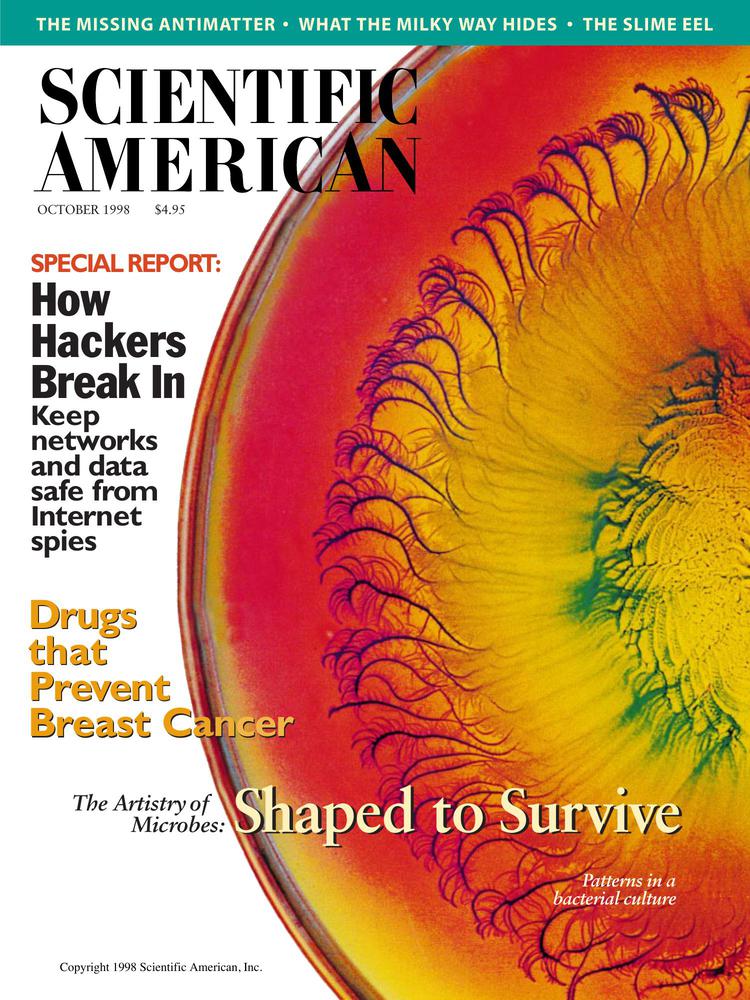 THE MISSING ANTIMATTER • WHAT THE MILKY WAY HIDES • THE SLIME EEL
SCIENTIFIC
AMERICAN
OCTOBER 1998 $4.95
SPECIAL REPORT:
How
Hackers
Break In
Keep
networks
and data
safe from
Internet
spies
Drugs
that
Prevent
Breast Cancer
The Artistry of
Microbes:
Shaped to Survive
Patterns in a
bacterial culture
Copyright 1998 Scientific American, Inc.